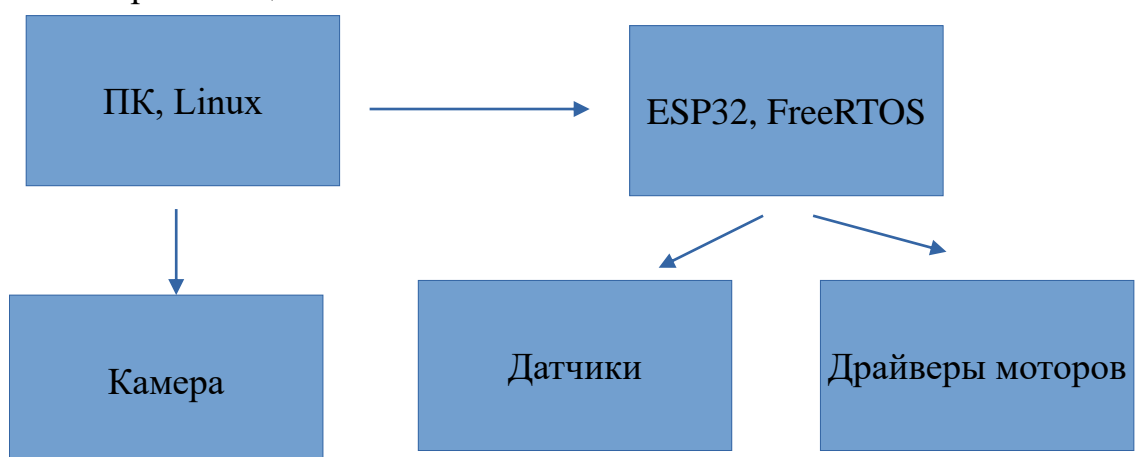 ПК, Linux
ESP32, FreeRTOS
Камера
Датчики
Драйверы моторов